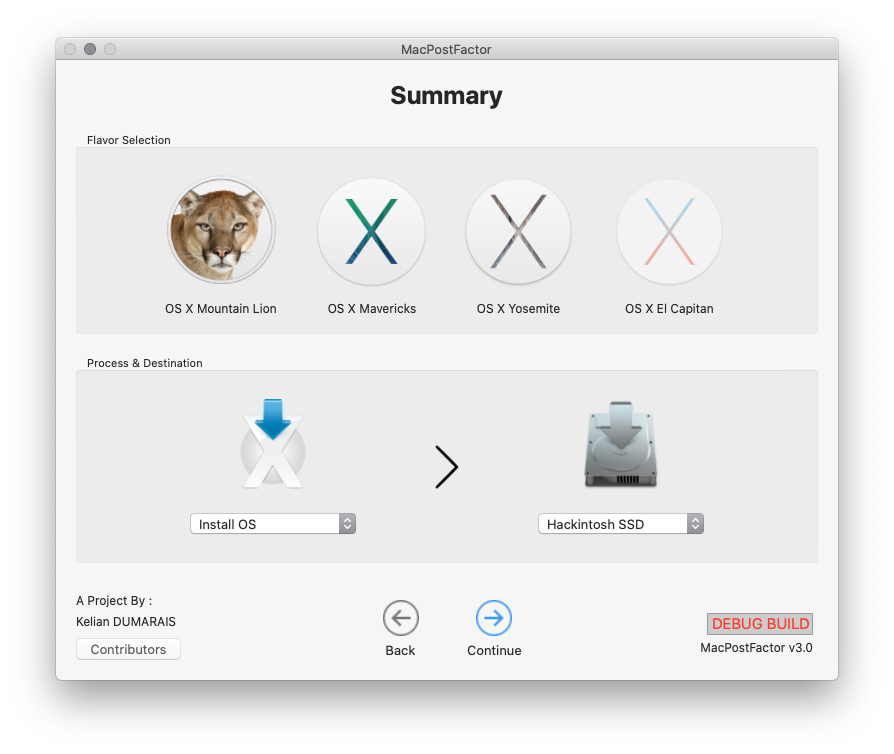 MacPostFactor
Summary
Flavor Selection
OS X Mountain Lion
OS X Mavericks
OS X Yosemite
OS X El Capitan
Process & Destination
Install OS
Hackintosh SSD
A Project By :
Kelian DUMARAIS
Contributors
Back
Continue
DEBUG BUILD
MacPostFactor v3.0